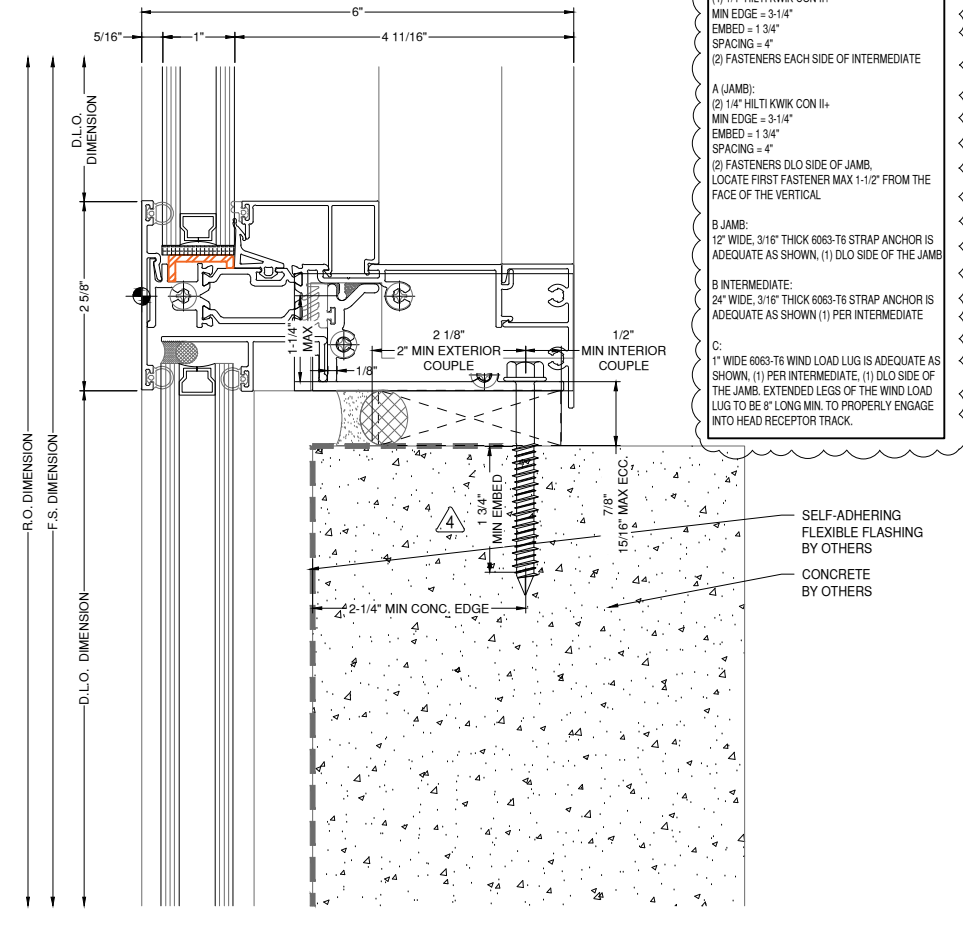 6"
5/16"
1"
4 11/16"
D.L.O.
DIMENSION
2 5/8"
R.O. DIMENSION
F.S. DIMENSION
D.L.O. DIMENSION
1-1/4"
MAX
1/8"
2 1/8"
2" MIN EXTERIOR
COUPLE
1/2"
MIN INTERIOR
COUPLE
1 3/4"
MIN EMBED
7/8"
15/16" MAX ECC.
4
2-1/4" MIN CONC. EDGE
SELF-ADHERING
FLEXIBLE FLASHING
BY OTHERS
CONCRETE
BY OTHERS
MIN EDGE = 3-1/4"
EMBED = 1 3/4"
SPACING = 4"
(2) FASTENERS EACH SIDE OF INTERMEDIATE
A (JAMB):
(2) 1/4" HILTI KWIK CON II+
MIN EDGE = 3-1/4"
EMBED = 1 3/4"
SPACING = 4"
(2) FASTENERS DLO SIDE OF JAMB,
LOCATE FIRST FASTENER MAX 1-1/2" FROM THE
FACE OF THE VERTICAL
B JAMB:
12" WIDE, 3/16" THICK 6063-T6 STRAP ANCHOR IS
ADEQUATE AS SHOWN, (1) DLO SIDE OF THE JAMB
B INTERMEDIATE:
24" WIDE, 3/16" THICK 6063-T6 STRAP ANCHOR IS
ADEQUATE AS SHOWN (1) PER INTERMEDIATE
C:
1" WIDE 6063-T6 WIND LOAD LUG IS ADEQUATE AS
SHOWN, (1) PER INTERMEDIATE, (1) DLO SIDE OF
THE JAMB. EXTENDED LEGS OF THE WIND LOAD
LUG TO BE 8" LONG MIN. TO PROPERLY ENGAGE
INTO HEAD RECEPTOR TRACK.